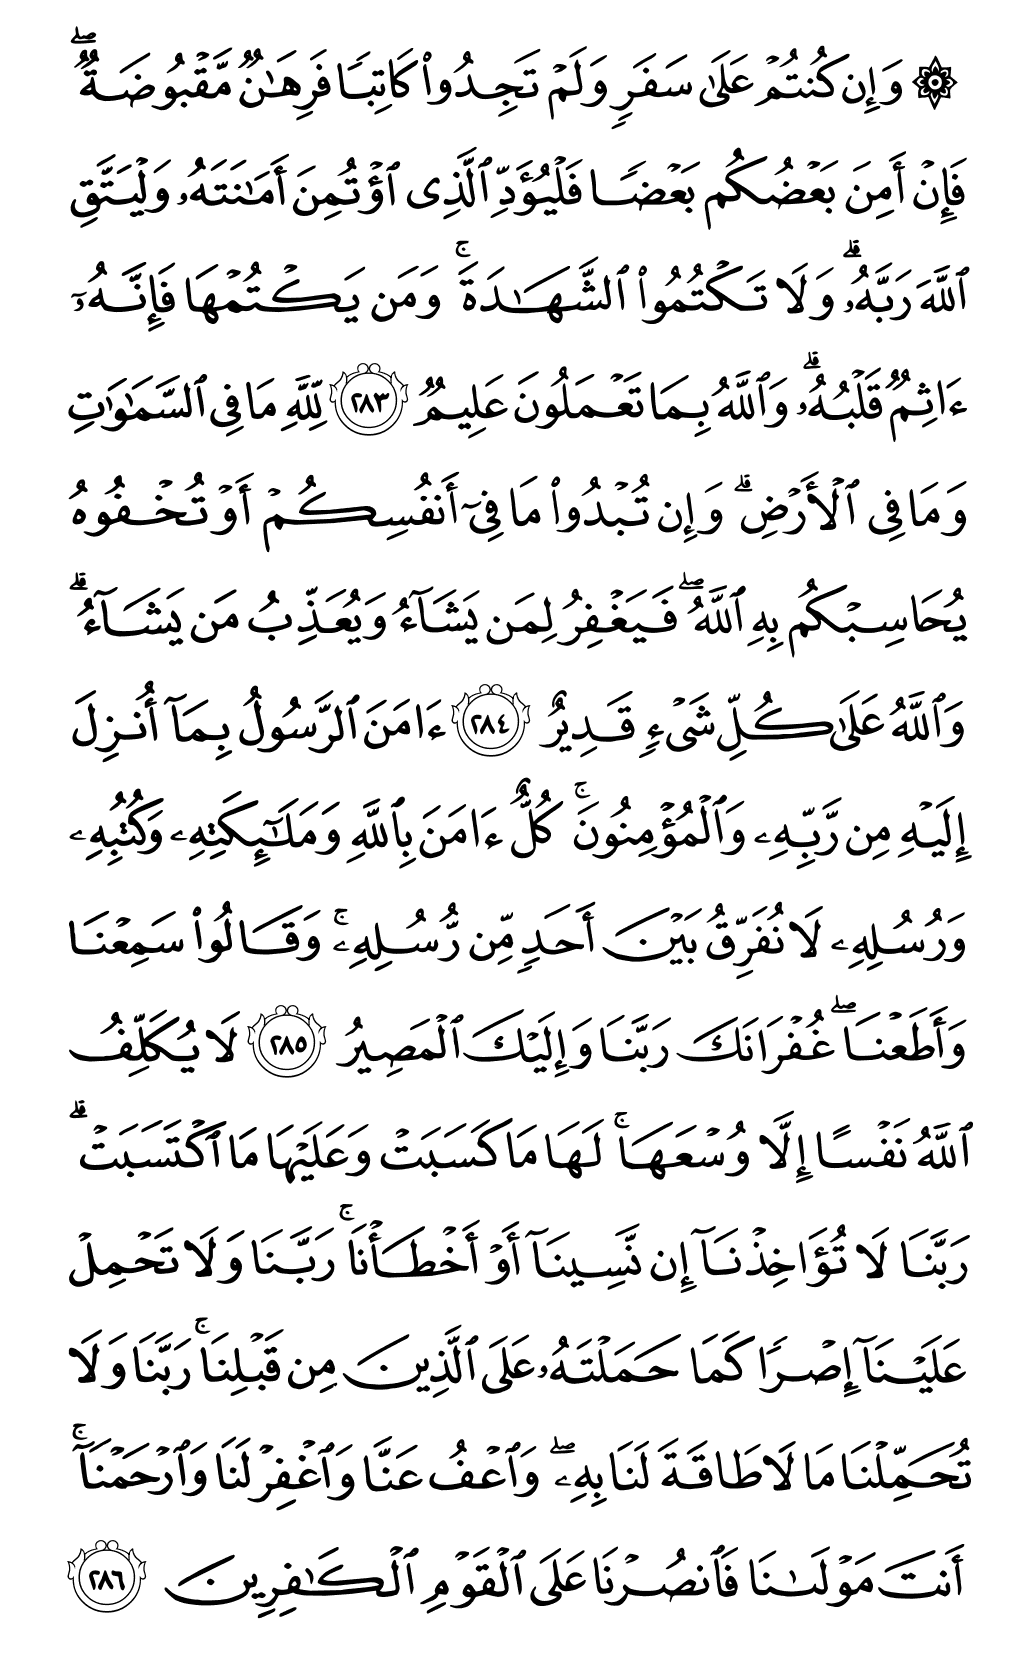 ۞ وَإِن كُنتُمْ عَلَىٰ سَفَرٍ وَلَمْ تَجِدُوا۟ كَاتِبًا فَرِهَـٰنٌ مَّقْبُوضَةٌ ۖ
فَإِنْ أَمِنَ بَعْضُكُم بَعْضًا فَلْيُؤَدِّ ٱلَّذِى ٱؤْتُمِنَ أَمَـٰنَتَهُۥ وَلْيَتَّقِ
ٱللَّهَ رَبَّهُۥ ۗ وَلَا تَكْتُمُوا۟ ٱلشَّهَـٰدَةَ ۚ وَمَن يَكْتُمْهَا فَإِنَّهُۥٓ
ءَاثِمٌ قَلْبُهُۥ ۗ وَٱللَّهُ بِمَا تَعْمَلُونَ عَلِيمٌ ٢٨٣ لِّلَّهِ مَا فِى ٱلسَّمَـٰوَٰتِ
وَمَا فِى ٱلْأَرْضِ ۗ وَإِن تُبْدُوا۟ مَا فِىٓ أَنفُسِكُمْ أَوْ تُخْفُوهُ
يُحَاسِبْكُم بِهِ ٱللَّهُ ۖ فَيَغْفِرُ لِمَن يَشَآءُ وَيُعَذِّبُ مَن يَشَآءُ ۗ
وَٱللَّهُ عَلَىٰ كُلِّ شَىْءٍ قَدِيرٌ ٢٨٤ ءَامَنَ ٱلرَّسُولُ بِمَآ أُنزِلَ
إِلَيْهِ مِن رَّبِّهِۦ وَٱلْمُؤْمِنُونَ ۚ كُلٌّ ءَامَنَ بِٱللَّهِ وَمَلَـٰٓئِكَتِهِۦ وَكُتُبِهِۦ
وَرُسُلِهِۦ لَا نُفَرِّقُ بَيْنَ أَحَدٍ مِّن رُّسُلِهِۦ ۚ وَقَالُوا۟ سَمِعْنَا
وَأَطَعْنَا ۖ غُفْرَانَكَ رَبَّنَا وَإِلَيْكَ ٱلْمَصِيرُ ٢٨٥ لَا يُكَلِّفُ
ٱللَّهُ نَفْسًا إِلَّا وُسْعَهَا ۚ لَهَا مَا كَسَبَتْ وَعَلَيْهَا مَا ٱكْتَسَبَتْ ۗ
رَبَّنَا لَا تُؤَاخِذْنَآ إِن نَّسِينَآ أَوْ أَخْطَأْنَا ۚ رَبَّنَا وَلَا تَحْمِلْ
عَلَيْنَآ إِصْرًا كَمَا حَمَلْتَهُۥ عَلَى ٱلَّذِينَ مِن قَبْلِنَا ۚ رَبَّنَا وَلَا
تُحَمِّلْنَا مَا لَا طَاقَةَ لَنَا بِهِۦ ۖ وَٱعْفُ عَنَّا وَٱغْفِرْ لَنَا وَٱرْحَمْنَآ ۚ
أَنتَ مَوْلَىٰنَا فَٱنصُرْنَا عَلَى ٱلْقَوْمِ ٱلْكَـٰفِرِينَ ٢٨٦